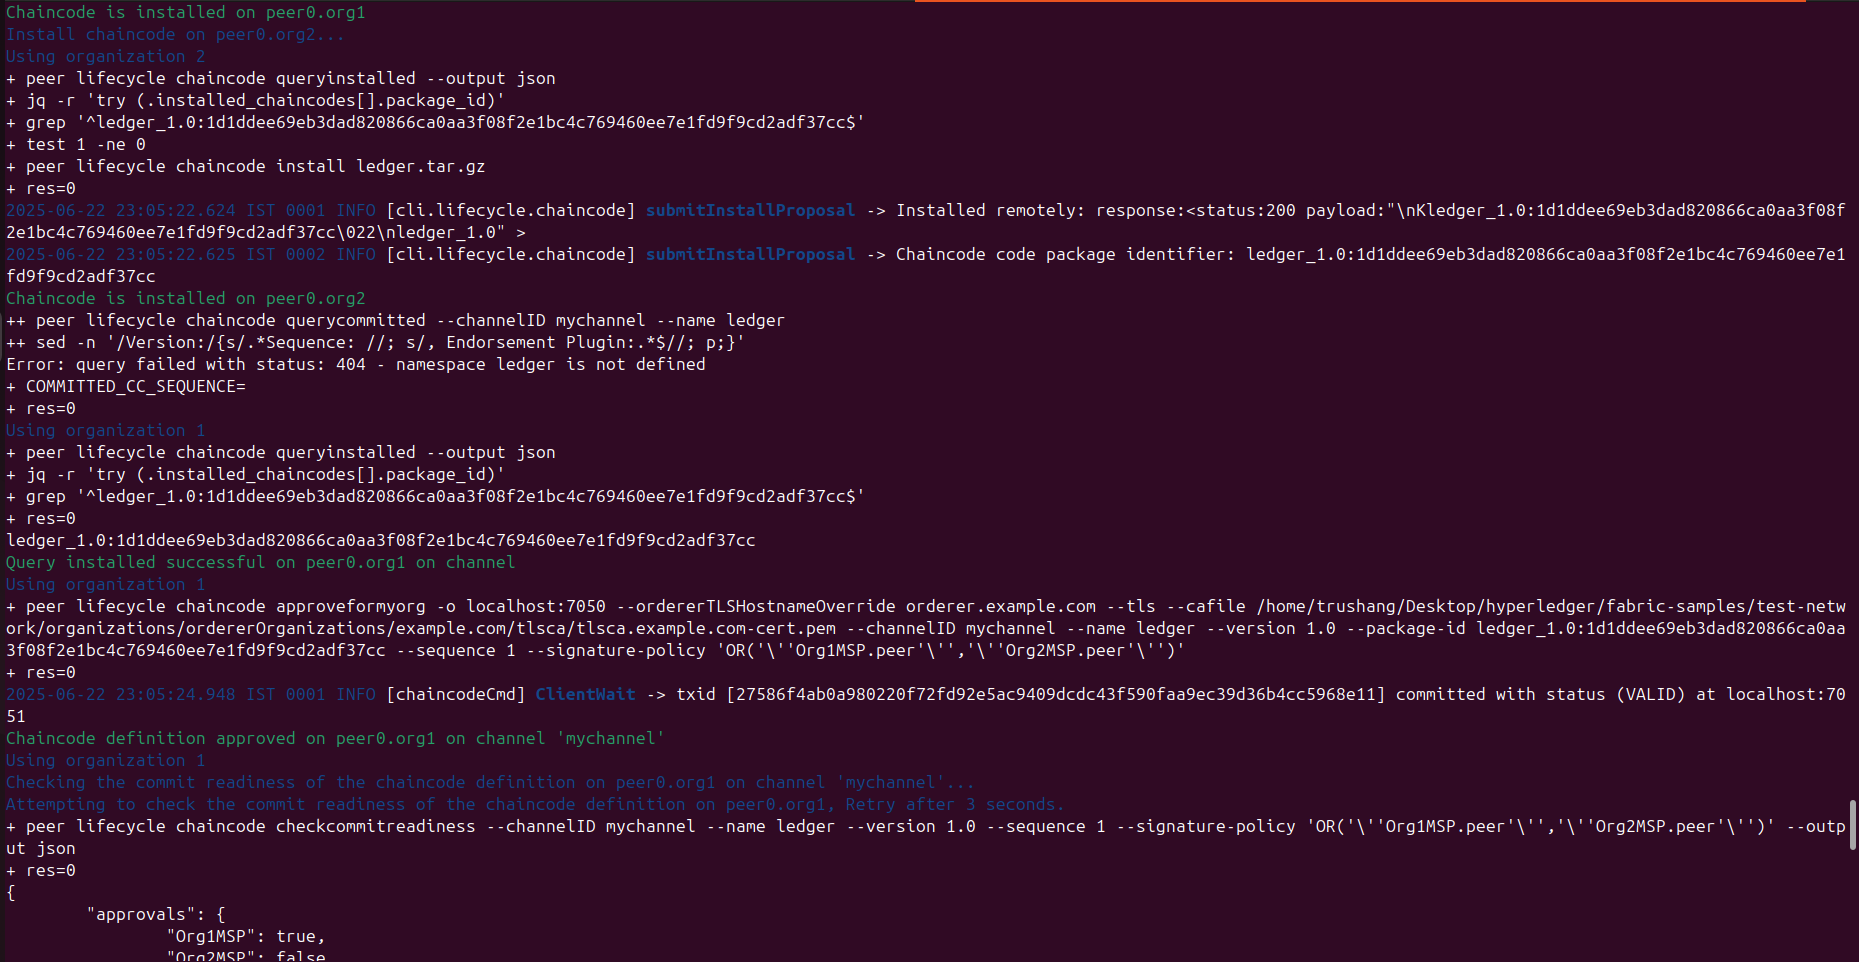 Chaincode is installed on peer0.org1
Install chaincode on peer0.org2...
Using organization 2
+ peer lifecycle chaincode queryinstalled --output json
+ jq -r 'try (.installed_chaincodes[].package_id)'
+ grep '^ledger_1.0:1d1ddee69eb3dad820866ca0aa3f08f2e1bc4c769460ee7e1fd9f9cd2adf37cc$'
+ test 1 -ne 0
+ peer lifecycle chaincode install ledger.tar.gz
+ res=0
2025-06-22 23:05:22.624 IST 0001 INFO [cli.lifecycle.chaincode] submitInstallProposal -> Installed remotely: response:<status:200 payload:"\nKledger_1.0:1d1ddee69eb3dad820866ca0aa3f08f
2e1bc4c769460ee7e1fd9f9cd2adf37cc\022\nledger_1.0" >
2025-06-22 23:05:22.625 IST 0002 INFO [cli.lifecycle.chaincode] submitInstallProposal -> Chaincode code package identifier: ledger_1.0:1d1ddee69eb3dad820866ca0aa3f08f2e1bc4c769460ee7e1
fd9f9cd2adf37cc
Chaincode is installed on peer0.org2
++ peer lifecycle chaincode querycommitted --channelID mychannel --name ledger
++ sed -n '/Version:/{s/.*Sequence: //; s/, Endorsement Plugin:.*$//; p;}'
Error: query failed with status: 404 - namespace ledger is not defined
+ COMMITTED_CC_SEQUENCE=
+ res=0
Using organization 1
+ peer lifecycle chaincode queryinstalled --output json
+ jq -r 'try (.installed_chaincodes[].package_id)'
+ grep '^ledger_1.0:1d1ddee69eb3dad820866ca0aa3f08f2e1bc4c769460ee7e1fd9f9cd2adf37cc$'
+ res=0
ledger_1.0:1d1ddee69eb3dad820866ca0aa3f08f2e1bc4c769460ee7e1fd9f9cd2adf37cc
Query installed successful on peer0.org1 on channel
Using organization 1
+ peer lifecycle chaincode approveformyorg -o localhost:7050 --ordererTLSHostnameOverride orderer.example.com --tls --cafile /home/trushang/Desktop/hyperledger/fabric-samples/test-netw
ork/organizations/ordererOrganizations/example.com/tlsca/tlsca.example.com-cert.pem --channelID mychannel --name ledger --version 1.0 --package-id ledger_1.0:1d1ddee69eb3dad820866ca0aa
3f08f2e1bc4c769460ee7e1fd9f9cd2adf37cc --sequence 1 --signature-policy 'OR('\''Org1MSP.peer'\'','\''Org2MSP.peer'\'')'
+ res=0
2025-06-22 23:05:24.948 IST 0001 INFO [chaincodeCmd] ClientWait -> txid [27586f4ab0a980220f72fd92e5ac9409dcdc43f590faa9ec39d36b4cc5968e11] committed with status (VALID) at localhost:70
51
Chaincode definition approved on peer0.org1 on channel 'mychannel'
Using organization 1
Checking the commit readiness of the chaincode definition on peer0.org1 on channel 'mychannel'...
Attempting to check the commit readiness of the chaincode definition on peer0.org1, Retry after 3 seconds.
+ peer lifecycle chaincode checkcommitreadiness --channelID mychannel --name ledger --version 1.0 --sequence 1 --signature-policy 'OR('\''Org1MSP.peer'\'','\''Org2MSP.peer'\'')' --outp
ut json
+ res=0
{
"approvals": {
"Org1MSP": true,
"Org2MSP": false